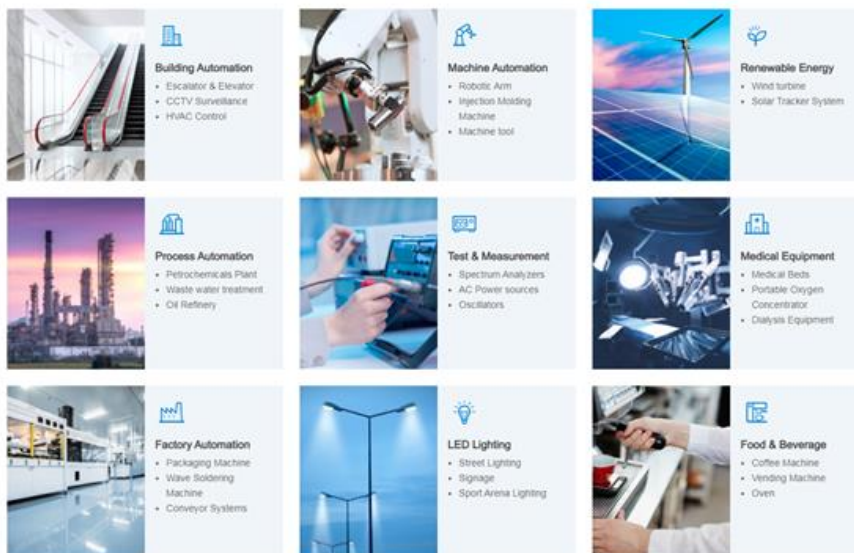 Building Automation
Escalator & Elevator
CCTV Surveillance
HVAC Control
Machine Automation
Robotic Arm
Injection Molding
Machine
Machine tool
Renewable Energy
Wind turbine
Solar Tracker System
Process Automation
Petrochemicals Plant
Waste water treatment
Oil Refinery
Test & Measurement
Spectrum Analyzers
AC Power sources
Oscillators
Medical Equipment
Medical Beds
Portable Oxygen
Concentrator
Dialysis Equipment
Factory Automation
Packaging Machine
Wave Soldering
Machine
Conveyor Systems
LED Lighting
Street Lighting
Signage
Sport Arena Lighting
Food & Beverage
Coffee Machine
Vending Machine
Oven